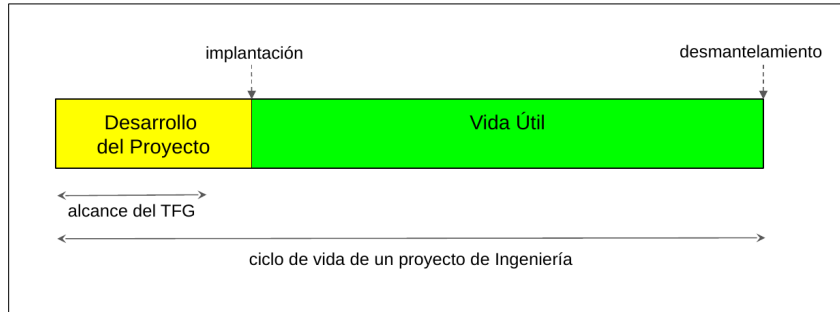 implantación
desmantelamiento
Desarrollo
del Proyecto
Vida Útil
alcance del TFG
ciclo de vida de un proyecto de Ingeniería